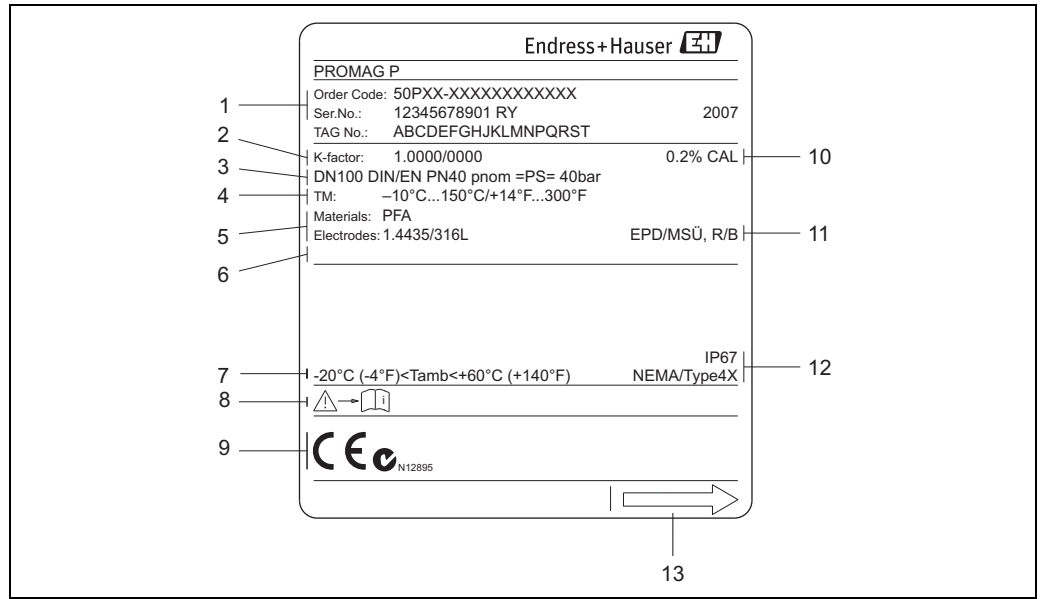 Endress+Hauser EH
PROMAG P
Order Code: 50PXX-XXXXXXXXXXXX
Ser.No.: 12345678901 RY 2007
TAG No.: ABCDEFGHJKLMNPQRST
K-factor: 1.0000/0000 0.2% CAL
DN100 DIN/EN PN40 pnom =PS= 40bar
TM: –10°C...150°C/+14°F...300°F
Materials: PFA
Electrodes: 1.4435/316L EPD/MSÜ, R/B
IP67
-20°C (-4°F)<Tamb<+60°C (+140°F) NEMA/Type4X
i
CE N12895
1
2
3
4
5
6
7
8
9
10
11
12
13